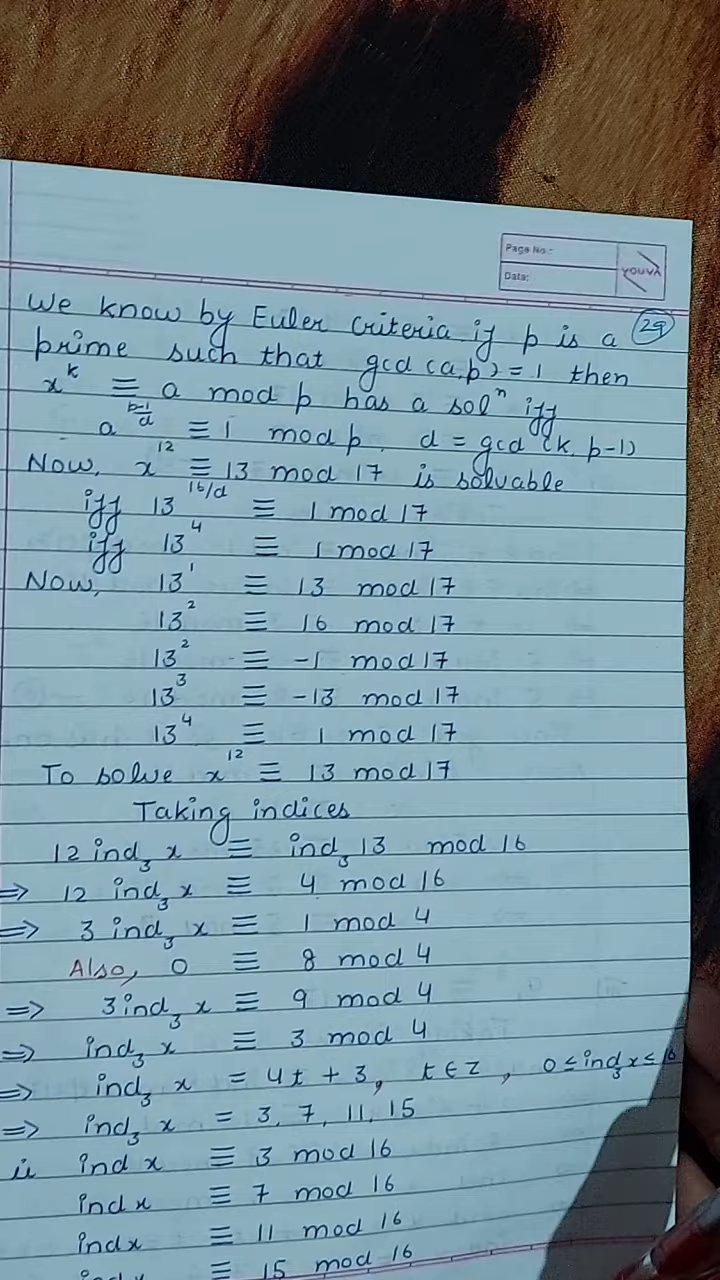 Page No.:
Date:
YOUVA
We know by Euler Criteria if p is a (29)
prime such that gcd (a,p) = 1 then
x^k ≡ a mod p has a solⁿ iff
a^((p-1)/d) ≡ 1 mod p, d = gcd (k, p-1)
Now, x^12 ≡ 13 mod 17 is solvable
iff 13^(16/d) ≡ 1 mod 17
iff 13^4 ≡ 1 mod 17
Now, 13^1 ≡ 13 mod 17
13^2 ≡ 16 mod 17
13^2 ≡ -1 mod 17
13^3 ≡ -13 mod 17
13^4 ≡ 1 mod 17
To solve x^12 ≡ 13 mod 17
Taking indices
12 ind₃ x ≡ ind₃ 13 mod 16
⇒ 12 ind₃ x ≡ 4 mod 16
⇒ 3 ind₃ x ≡ 1 mod 4
Also, 0 ≡ 8 mod 4
⇒ 3 ind₃ x ≡ 9 mod 4
⇒ ind₃ x ≡ 3 mod 4
⇒ ind₃ x = 4t + 3, t ∈ Z, 0 ≤ ind₃x ≤ 16
⇒ ind₃ x = 3, 7, 11, 15
ie ind x ≡ 3 mod 16
ind x ≡ 7 mod 16
ind x ≡ 11 mod 16
ind x ≡ 15 mod 16